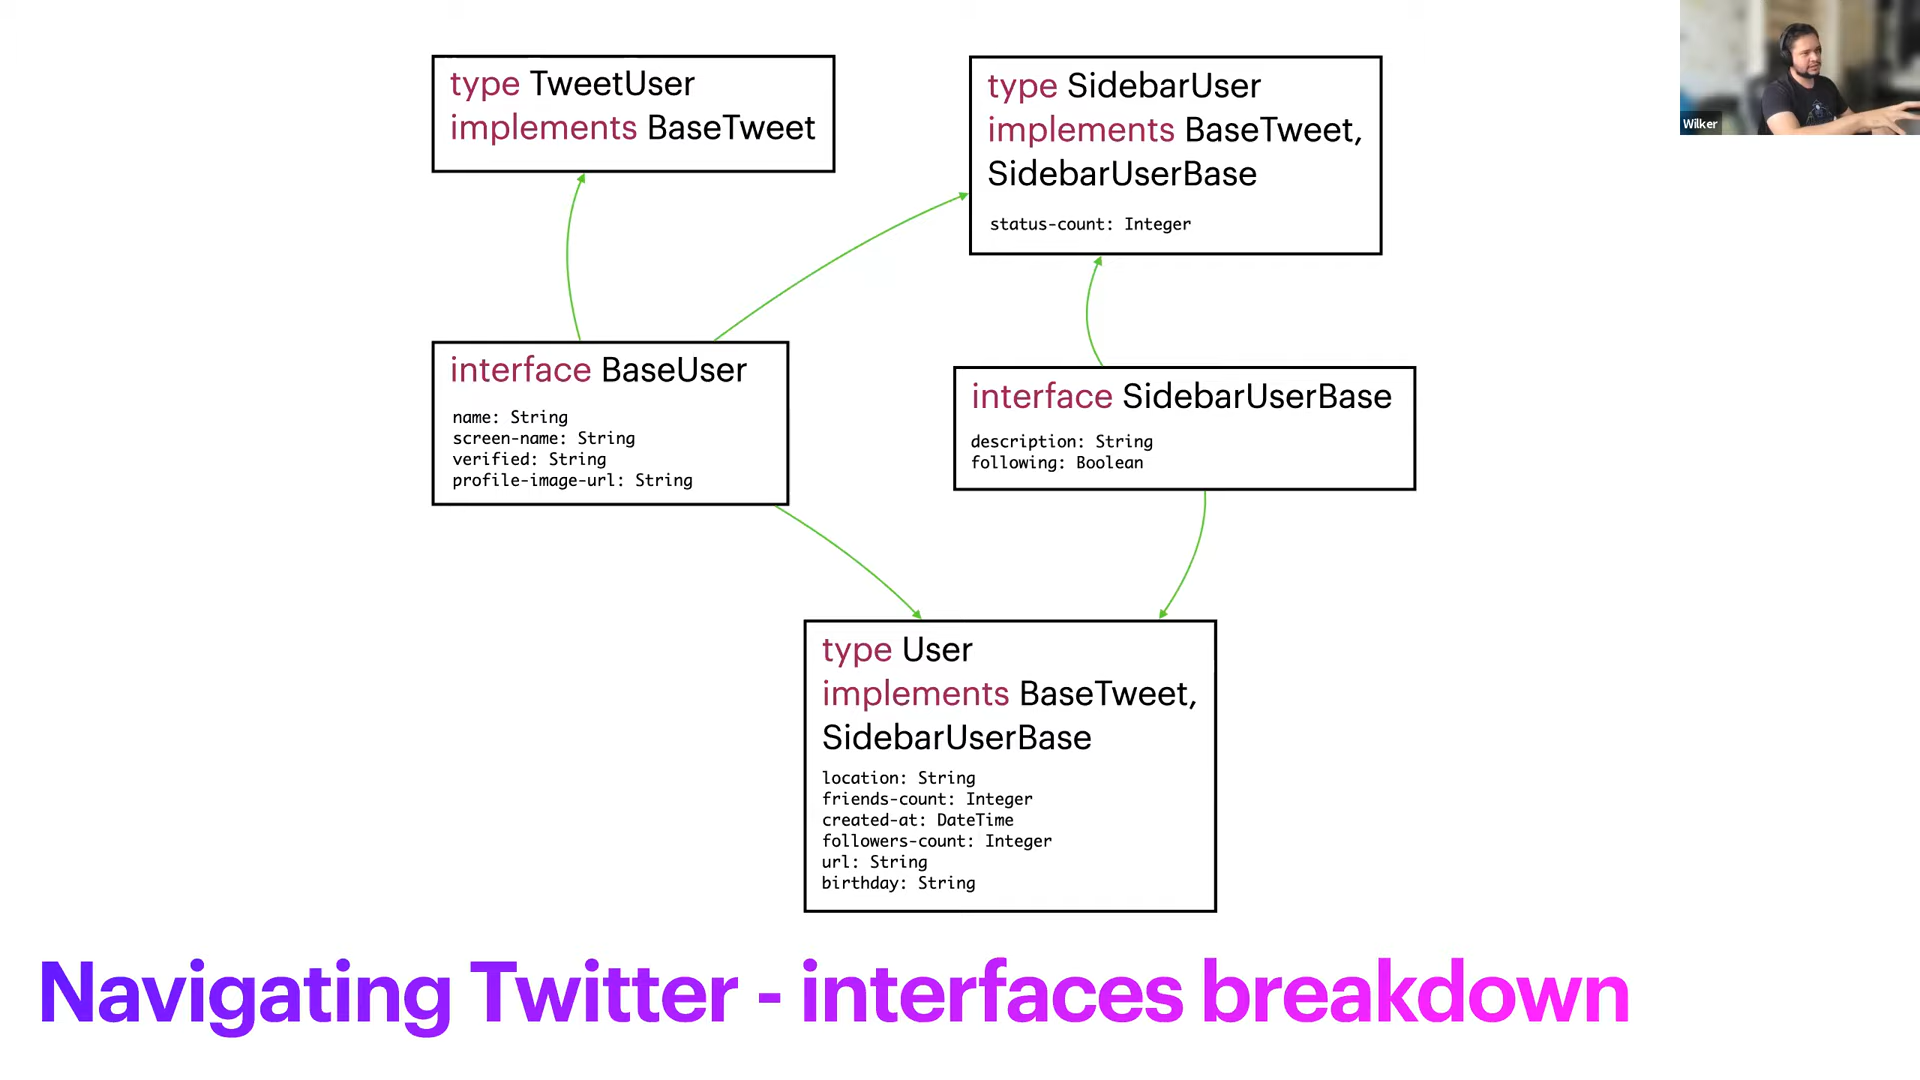 type TweetUser
implements BaseTweet
type SidebarUser
implements BaseTweet,
SidebarUserBase
status-count: Integer
Wilker
interface BaseUser
name: String
screen-name: String
verified: String
profile-image-url: String
interface SidebarUserBase
description: String
following: Boolean
type User
implements BaseTweet,
SidebarUserBase
location: String
friends-count: Integer
created-at: DateTime
followers-count: Integer
url: String
birthday: String
Navigating Twitter - interfaces breakdown